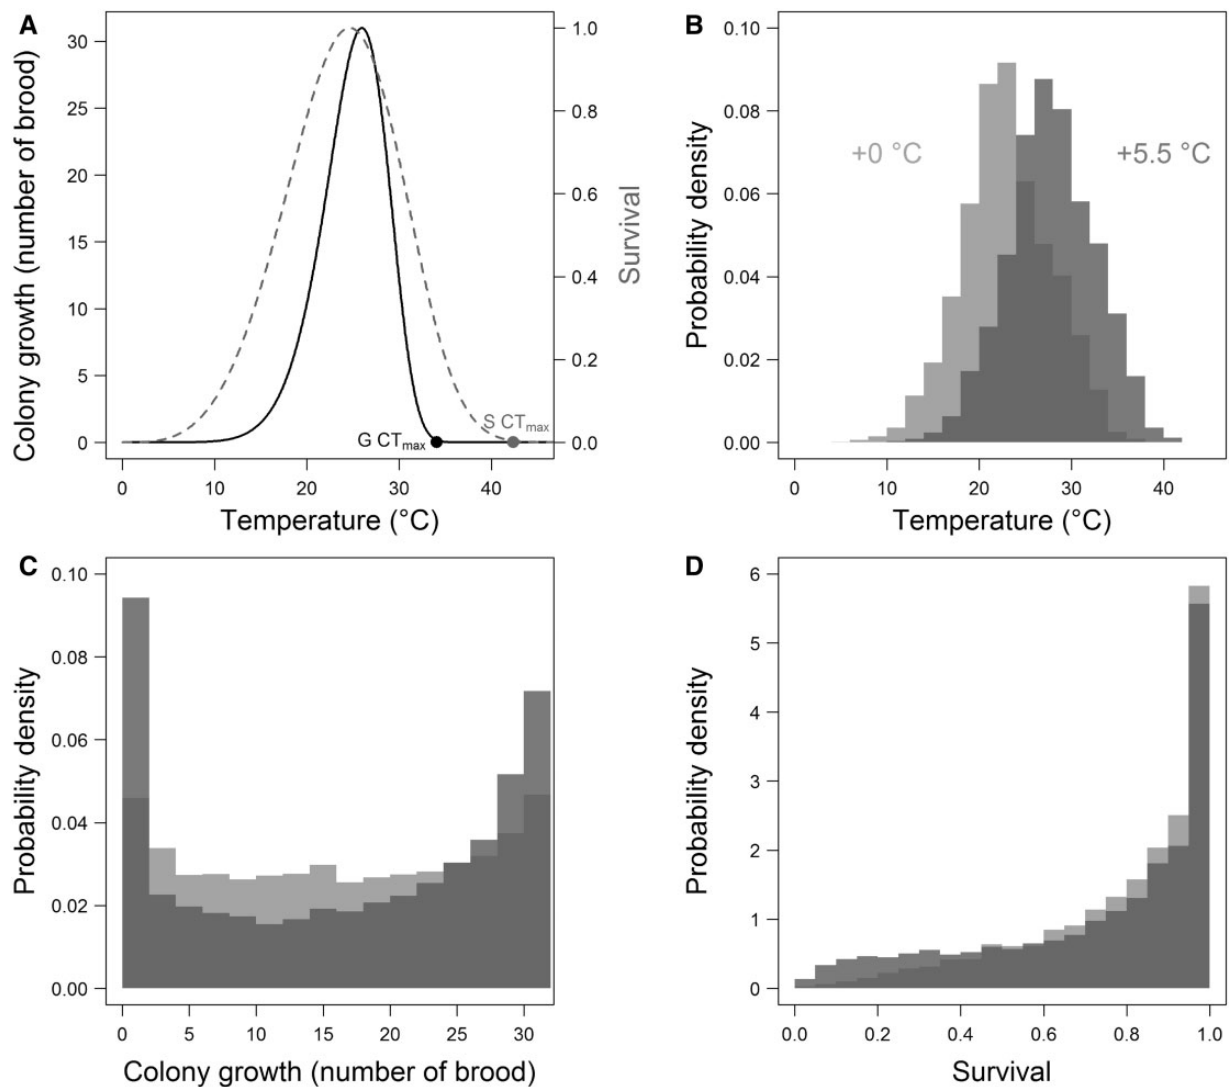 A
Colony growth (number of brood)
30
25
20
15
10
5
0
1.0
0.8
0.6
0.4
0.2
0.0
Survival
G CTmax
S CTmax
0 10 20 30 40
Temperature (°C)
B
Probability density
0.10
0.08
0.06
0.04
0.02
0.00
+0 °C
+5.5 °C
0 10 20 30 40
Temperature (°C)
C
Probability density
0.10
0.08
0.06
0.04
0.02
0.00
0 5 10 15 20 25 30
Colony growth (number of brood)
D
Probability density
6
5
4
3
2
1
0
0.0 0.2 0.4 0.6 0.8 1.0
Survival